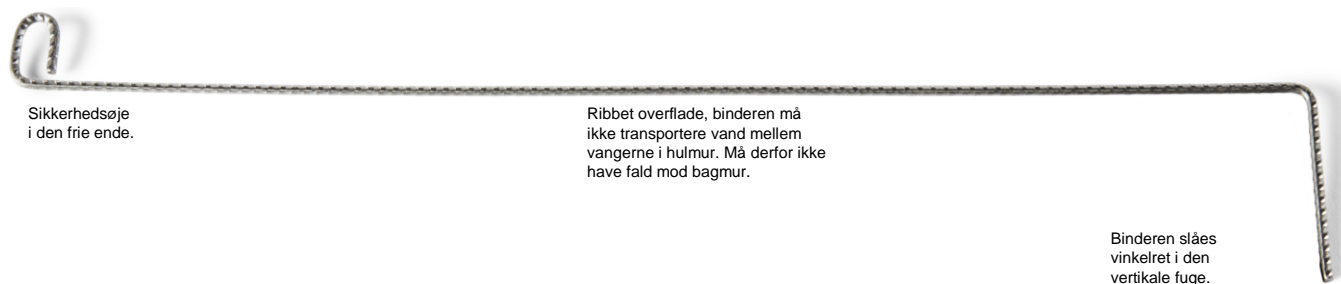 Sikkerhedsøje
i den frie ende.
Ribbet overflade, binderen må
ikke transportere vand mellem
vangerne i hulmur. Må derfor ikke
have fald mod bagmur.
Binderen slåes
vinkelret i den
vertikale fuge.